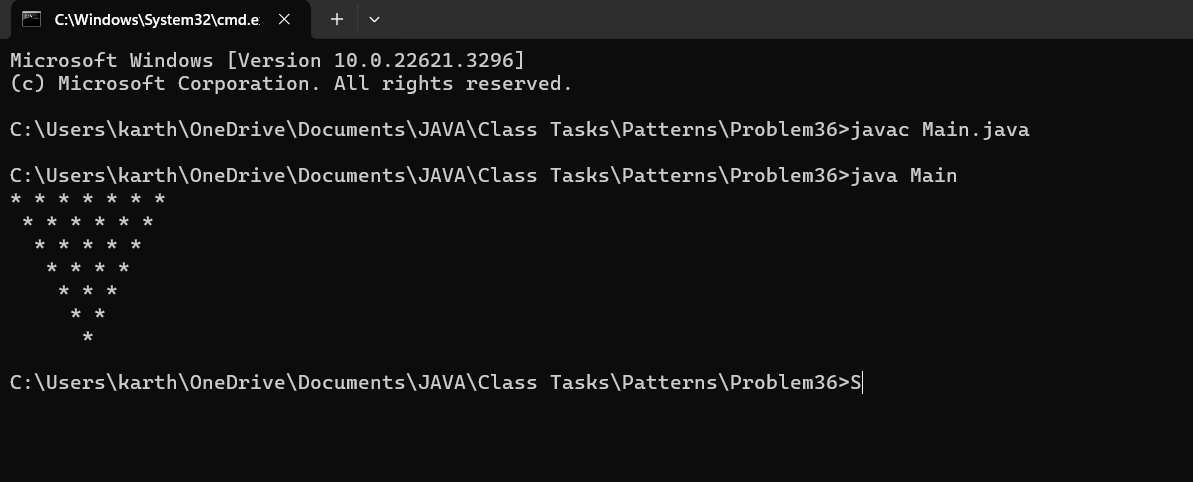 C:\Windows\System32\cmd.e
Microsoft Windows [Version 10.0.22621.3296]
(c) Microsoft Corporation. All rights reserved.
C:\Users\karth\OneDrive\Documents\JAVA\Class Tasks\Patterns\Problem36>javac Main.java
C:\Users\karth\OneDrive\Documents\JAVA\Class Tasks\Patterns\Problem36>java Main
* * * * * * *
 * * * * * *
  * * * * *
   * * * *
    * * *
     * *
      *
C:\Users\karth\OneDrive\Documents\JAVA\Class Tasks\Patterns\Problem36>S